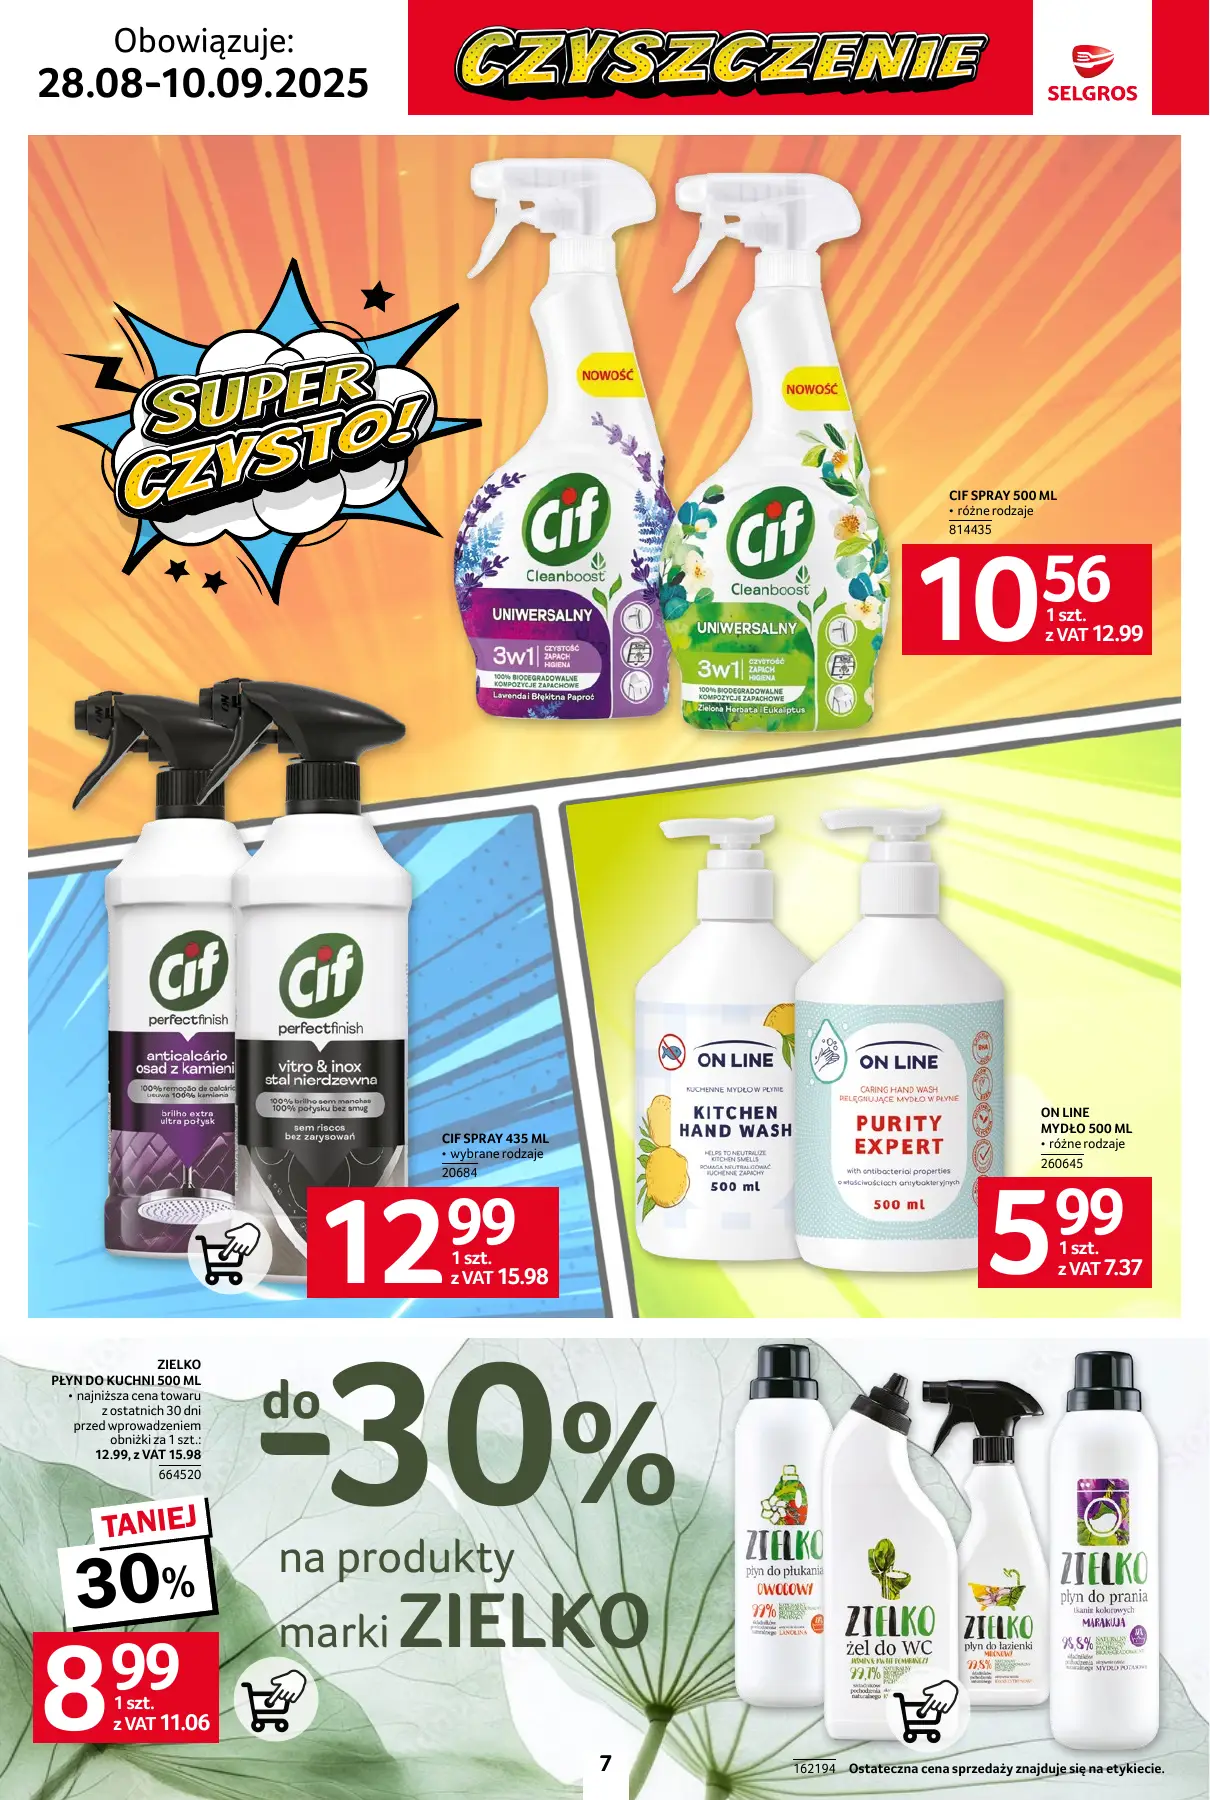 Obowiązuje:
28.08-10.09.2025
CZYSZCZENIE
SELGROS
SUPER
CZYSTO!
NOWOŚĆ
Cif
Cleanboost
UNIWERSALNY
3w1
CZYSTOŚĆ
ZAPACH
HIGIENA
100% BIODEGRADOWALNE
KOMPOZYCJE ZAPACHOWE
Lawenda i Błękitna Paproć
NOWOŚĆ
Cif
Cleanboost
UNIWERSALNY
3w1
CZYSTOŚĆ
ZAPACH
HIGIENA
100% BIODEGRADOWALNE
KOMPOZYCJE ZAPACHOWE
Zielona Herbata i Eukaliptus
CIF SPRAY 500 ML
• różne rodzaje
814435
10 56
1 szt.
z VAT 12.99
Cif
perfectfinish
anticalcário
osad z kamieni
100% remoção de calcário
usuwa 100% kamienia
brilho extra
ultra połysk
Cif
perfectfinish
vitro & inox
stal nierdzewna
100% brilho sem manchas
100% połysku bez smug
sem riscos
bez zarysowań
CIF SPRAY 435 ML
• wybrane rodzaje
20684
12 99
1 szt.
z VAT 15.98
ON LINE
KUCHENNE MYDŁO W PŁYNIE
KITCHEN
HAND WASH
HELPS TO NEUTRALIZE
KITCHEN SMELLS
POMAGA NEUTRALIZOWAĆ
KUCHENNE ZAPACHY
500 ml
ON LINE
CARING HAND WASH
PIELĘGNUJĄCE MYDŁO W PŁYNIE
PURITY
EXPERT
with antibacterial properties
o właściwościach antybakteryjnych
500 ml
ON LINE
MYDŁO 500 ML
• różne rodzaje
260645
5 99
1 szt.
z VAT 7.37
ZIELKO
PŁYN DO KUCHNI 500 ML
• najniższa cena towaru
z ostatnich 30 dni
przed wprowadzeniem
obniżki za 1 szt.:
12.99, z VAT 15.98
664520
TANIEJ
30%
8 99
1 szt.
z VAT 11.06
do
-30%
na produkty
marki ZIELKO
ZIELKO
płyn do płukania
OWOCOWY
99%
LANOLINA
ZIELKO
żel do WC
99,7%
ZIELKO
płyn do łazienki
99,8%
ZIELKO
płyn do prania
tkanin kolorowych
MARAKUJA
98,8%
MYDŁO POTASOWE
162194
Ostateczna cena sprzedaży znajduje się na etykiecie.
7